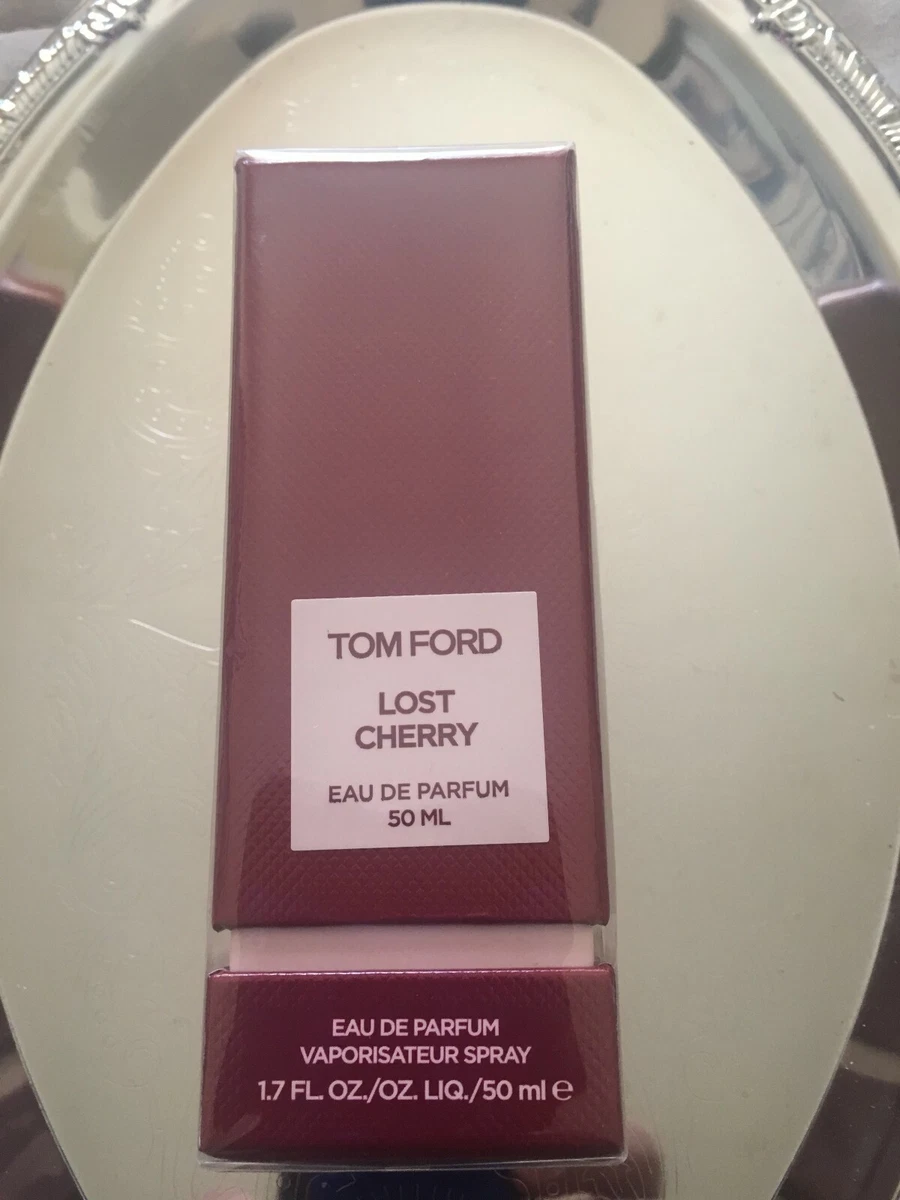 TOM FORD
LOST
CHERRY
EAU DE PARFUM
50 ML
EAU DE PARFUM
VAPORISATEUR SPRAY
1.7 FL. OZ./OZ. LIQ./50 ml ℮